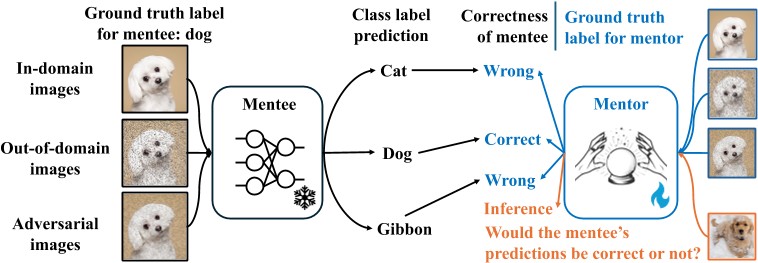 Ground truth label
for mentee: dog
Class label
prediction
Correctness
of mentee
Ground truth
label for mentor
In-domain
images
Out-of-domain
images
Adversarial
images
Mentee
Cat
Dog
Gibbon
Wrong
Correct
Wrong
Mentor
Inference
Would the mentee's
predictions be correct or not?